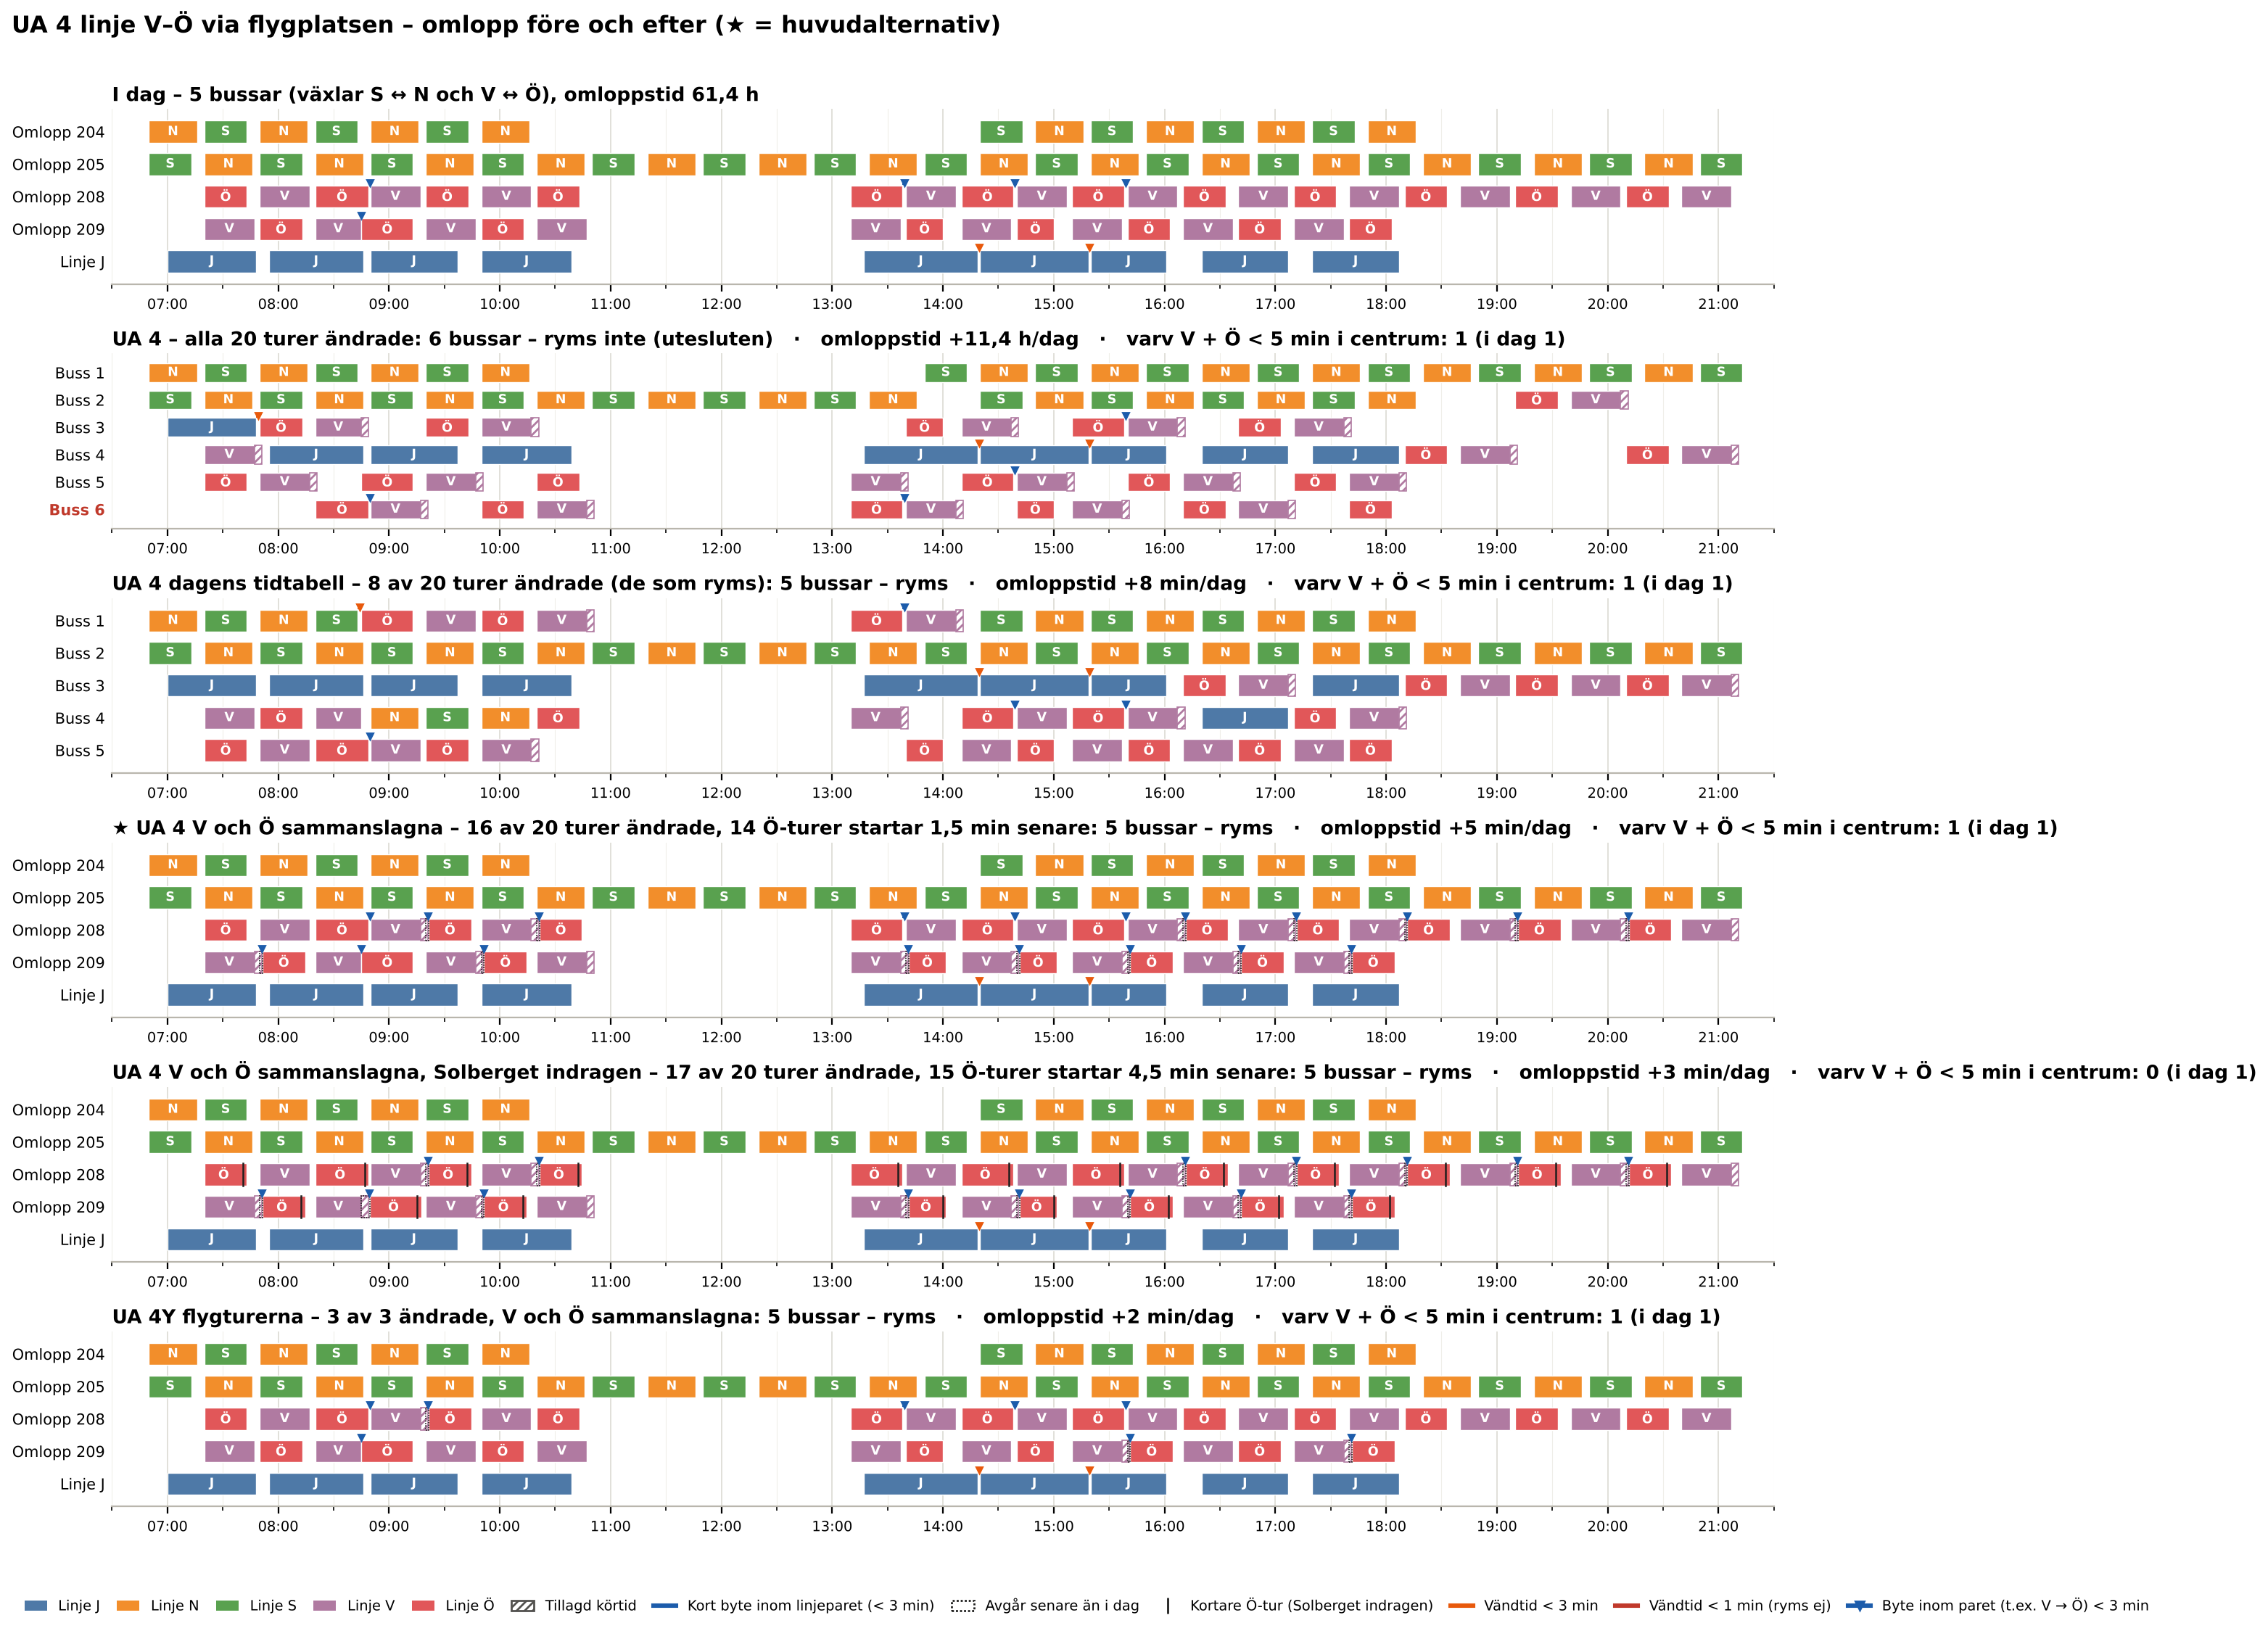 UA 4 linje V–Ö via flygplatsen – omlopp före och efter (★ = huvudalternativ)
I dag – 5 bussar (växlar S ↔ N och V ↔ Ö), omloppstid 61,4 h
Omlopp 204 N S N S N S N S N S N S N S N
Omlopp 205 S N S N S N S N S N S N S N S N S N S N S N S N S N S N S
Omlopp 208 Ö V Ö V Ö V Ö Ö V Ö V Ö V Ö V Ö V Ö V Ö V Ö V
Omlopp 209 V Ö V Ö V Ö V V Ö V Ö V Ö V Ö V Ö
Linje J J J J J J J J J J
07:00 08:00 09:00 10:00 11:00 12:00 13:00 14:00 15:00 16:00 17:00 18:00 19:00 20:00 21:00
UA 4 – alla 20 turer ändrade: 6 bussar – ryms inte (utesluten) · omloppstid +11,4 h/dag · varv V + Ö < 5 min i centrum: 1 (i dag 1)
Buss 1 N S N S N S N S N S N S N S N S N S N S N S
Buss 2 S N S N S N S N S N S N S N S N S N S N S N Ö V
Buss 3 J Ö V Ö V Ö V Ö V Ö V
Buss 4 V J J J J J J J J Ö V Ö V
Buss 5 Ö V Ö V Ö V Ö V Ö V Ö V
Buss 6 Ö V Ö V Ö V Ö V Ö V Ö
07:00 08:00 09:00 10:00 11:00 12:00 13:00 14:00 15:00 16:00 17:00 18:00 19:00 20:00 21:00
UA 4 dagens tidtabell – 8 av 20 turer ändrade (de som ryms): 5 bussar – ryms · omloppstid +8 min/dag · varv V + Ö < 5 min i centrum: 1 (i dag 1)
Buss 1 N S N S Ö V Ö V Ö V S N S N S N S N
Buss 2 S N S N S N S N S N S N S N S N S N S N S N S N S N S N S
Buss 3 J J J J J J J Ö V J Ö V Ö V Ö V
Buss 4 V Ö V N S N Ö V Ö V Ö V J Ö V
Buss 5 Ö V Ö V Ö V Ö V Ö V Ö V Ö V Ö
07:00 08:00 09:00 10:00 11:00 12:00 13:00 14:00 15:00 16:00 17:00 18:00 19:00 20:00 21:00
★ UA 4 V och Ö sammanslagna – 16 av 20 turer ändrade, 14 Ö-turer startar 1,5 min senare: 5 bussar – ryms · omloppstid +5 min/dag · varv V + Ö < 5 min i centrum: 1 (i dag 1)
Omlopp 204 N S N S N S N S N S N S N S N
Omlopp 205 S N S N S N S N S N S N S N S N S N S N S N S N S N S N S
Omlopp 208 Ö V Ö V Ö V Ö Ö V Ö V Ö V Ö V Ö V Ö V Ö V Ö V
Omlopp 209 V Ö V Ö V Ö V V Ö V Ö V Ö V Ö V Ö
Linje J J J J J J J J J J
07:00 08:00 09:00 10:00 11:00 12:00 13:00 14:00 15:00 16:00 17:00 18:00 19:00 20:00 21:00
UA 4 V och Ö sammanslagna, Solberget indragen – 17 av 20 turer ändrade, 15 Ö-turer startar 4,5 min senare: 5 bussar – ryms · omloppstid +3 min/dag · varv V + Ö < 5 min i centrum: 0 (i dag 1)
Omlopp 204 N S N S N S N S N S N S N S N
Omlopp 205 S N S N S N S N S N S N S N S N S N S N S N S N S N S N S
Omlopp 208 Ö V Ö V Ö V Ö Ö V Ö V Ö V Ö V Ö V Ö V Ö V Ö V
Omlopp 209 V Ö V Ö V Ö V V Ö V Ö V Ö V Ö V Ö
Linje J J J J J J J J J J
07:00 08:00 09:00 10:00 11:00 12:00 13:00 14:00 15:00 16:00 17:00 18:00 19:00 20:00 21:00
UA 4Y flygturerna – 3 av 3 ändrade, V och Ö sammanslagna: 5 bussar – ryms · omloppstid +2 min/dag · varv V + Ö < 5 min i centrum: 1 (i dag 1)
Omlopp 204 N S N S N S N S N S N S N S N
Omlopp 205 S N S N S N S N S N S N S N S N S N S N S N S N S N S N S
Omlopp 208 Ö V Ö V Ö V Ö Ö V Ö V Ö V Ö V Ö V Ö V Ö V Ö V
Omlopp 209 V Ö V Ö V Ö V V Ö V Ö V Ö V Ö V Ö
Linje J J J J J J J J J J
07:00 08:00 09:00 10:00 11:00 12:00 13:00 14:00 15:00 16:00 17:00 18:00 19:00 20:00 21:00
Linje J Linje N Linje S Linje V Linje Ö Tillagd körtid Kort byte inom linjeparet (< 3 min) Avgår senare än i dag Kortare Ö-tur (Solberget indragen) Vändtid < 3 min Vändtid < 1 min (ryms ej) Byte inom paret (t.ex. V → Ö) < 3 min